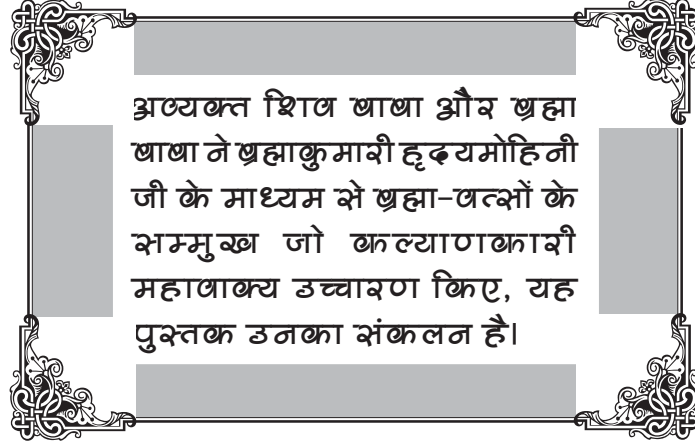 अव्यक्त शिव बाबा और ब्रह्मा
बाबा ने ब्रह्माकुमारी हृदयमोहिनी
जी के माध्यम से ब्रह्मा-वत्सों के
सम्मुख जो कल्याणकारी
महावाक्य उच्चारण किए, यह
पुस्तक उनका संकलन है।